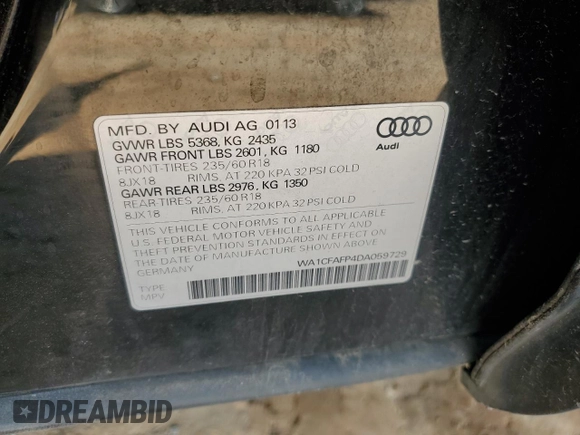 MFD. BY AUDI AG 01 13
GVWR LBS 5368, KG 2435
GAWR FRONT LBS 2601, KG 1180
FRONT-TIRES 235/60 R18
8JX18 RIMS, AT 220 KPA 32 PSI COLD
GAWR REAR LBS 2976, KG 1350
REAR-TIRES 235/60 R18
8JX18 RIMS, AT 220 KPA 32 PSI COLD
THIS VEHICLE CONFORMS TO ALL APPLICABLE
U.S. FEDERAL MOTOR VEHICLE SAFETY AND
THEFT PREVENTION STANDARDS IN EFFECT ON
THE DATE OF MANUFACTURE SHOWN ABOVE.
GERMANY
WA1CFAFP4DA059729
TYPE
MPV
Audi
DREAMBID